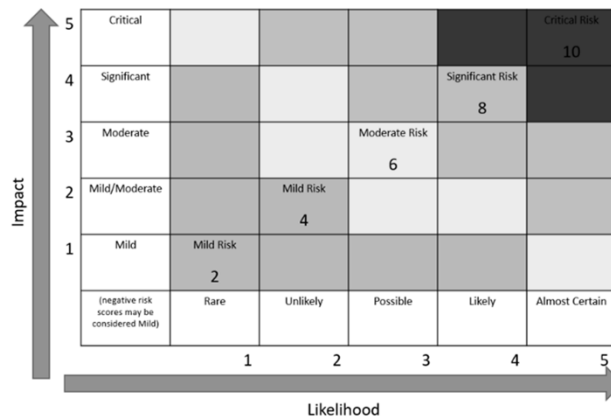 5
Critical
Critical Risk
10
4
Significant
Significant Risk
8
3
Moderate
Moderate Risk
6
2
Mild/Moderate
Mild Risk
4
1
Mild
Mild Risk
2
Impact
(negative risk
scores may be
considered Mild)
Rare
Unlikely
Possible
Likely
Almost Certain
1
2
3
4
5
Likelihood